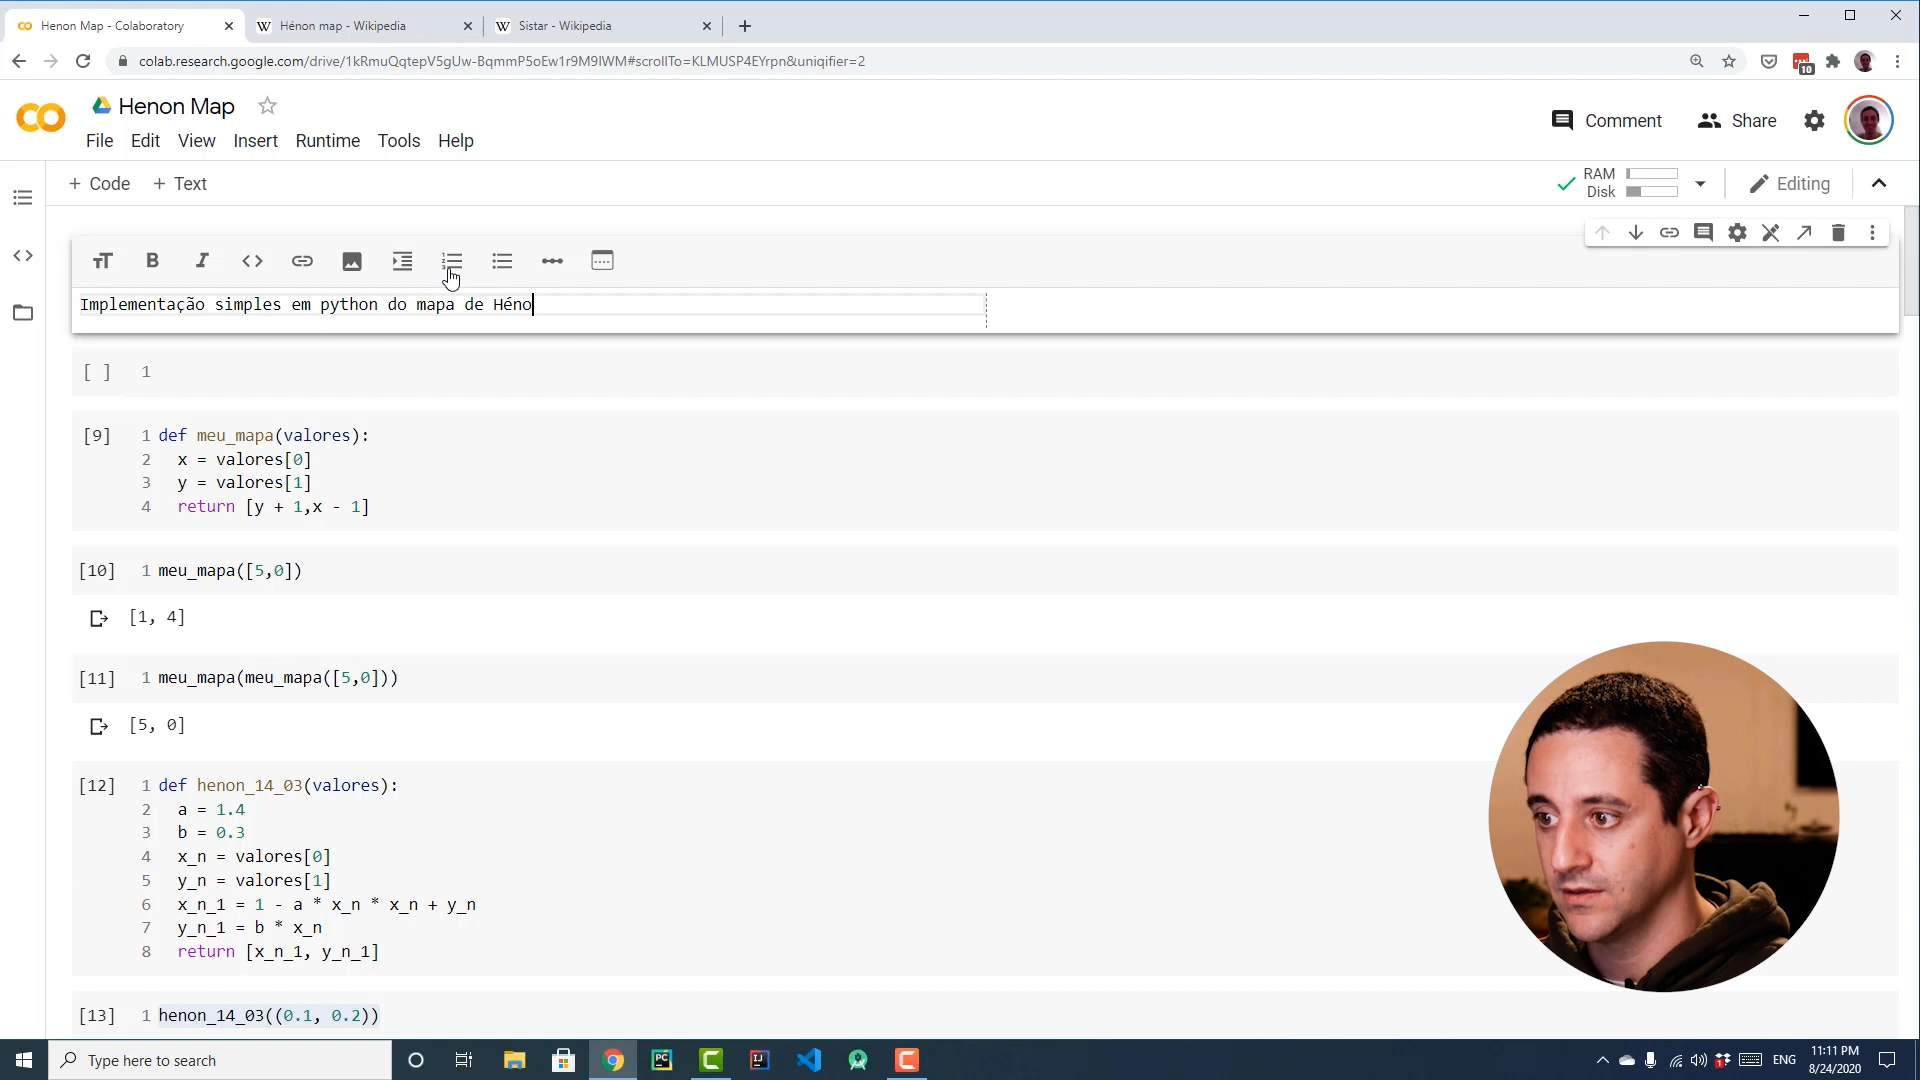 Henon Map - Colaboratory
Hénon map - Wikipedia
Sistar - Wikipedia
colab.research.google.com/drive/1kRmuQqtepV5gUw-BqmmP5oEw1r9M9IWM#scrollTo=KLMUSP4EYrpn&uniqifier=2
10
Henon Map
Comment
Share
File Edit View Insert Runtime Tools Help
+ Code + Text
RAM
Disk
Editing
Implementação simples em python do mapa de Héno
[ ] 1
[9] 1 def meu_mapa(valores):
2 x = valores[0]
3 y = valores[1]
4 return [y + 1,x - 1]
[10] 1 meu_mapa([5,0])
[1, 4]
[11] 1 meu_mapa(meu_mapa([5,0]))
[5, 0]
[12] 1 def henon_14_03(valores):
2 a = 1.4
3 b = 0.3
4 x_n = valores[0]
5 y_n = valores[1]
6 x_n_1 = 1 - a * x_n * x_n + y_n
7 y_n_1 = b * x_n
8 return [x_n_1, y_n_1]
[13] 1 henon_14_03((0.1, 0.2))
Type here to search
ENG
11:11 PM
8/24/2020